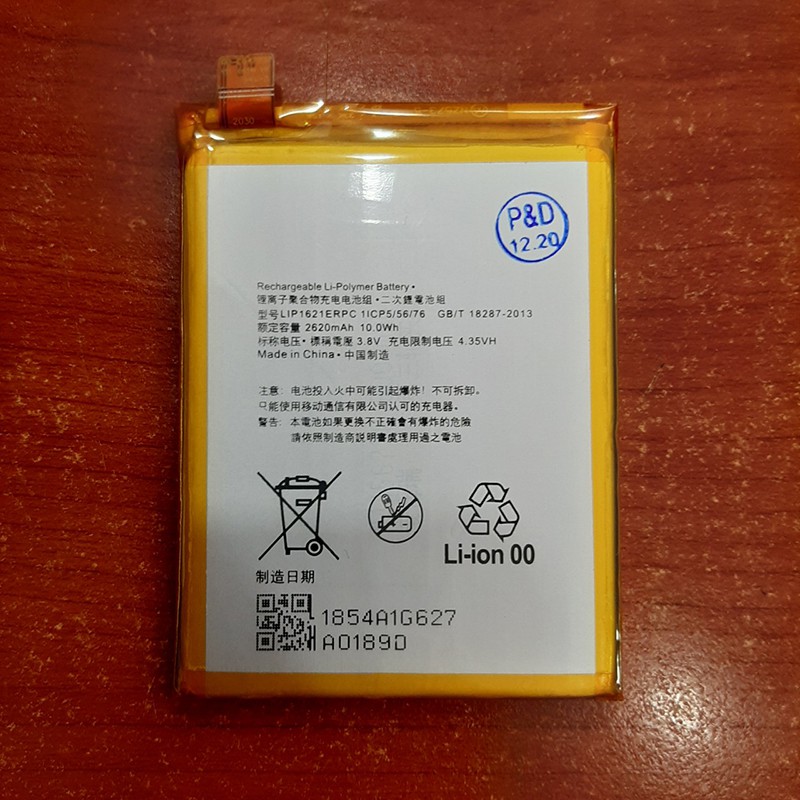 2030
P&D
12.20
Rechargeable Li-Polymer Battery •
锂离子聚合物充电电池组 • 二次鋰電池組
型号LIP1621ERPC 1ICP5/56/76 GB/T 18287-2013
额定容量 2620mAh 10.0Wh
标称电压 • 標稱電壓 3.8V 充电限制电压 4.35VH
Made in China • 中国制造
注意: 电池投入火中可能引起爆炸! 不可拆卸。
只能使用移动通信有限公司认可的充电器。
警告: 本電池如果更换不正確會有爆炸的危險
請依照制造商說明書處理用過之電池
Li-ion 00
制造日期
1854A1G627
A0189D